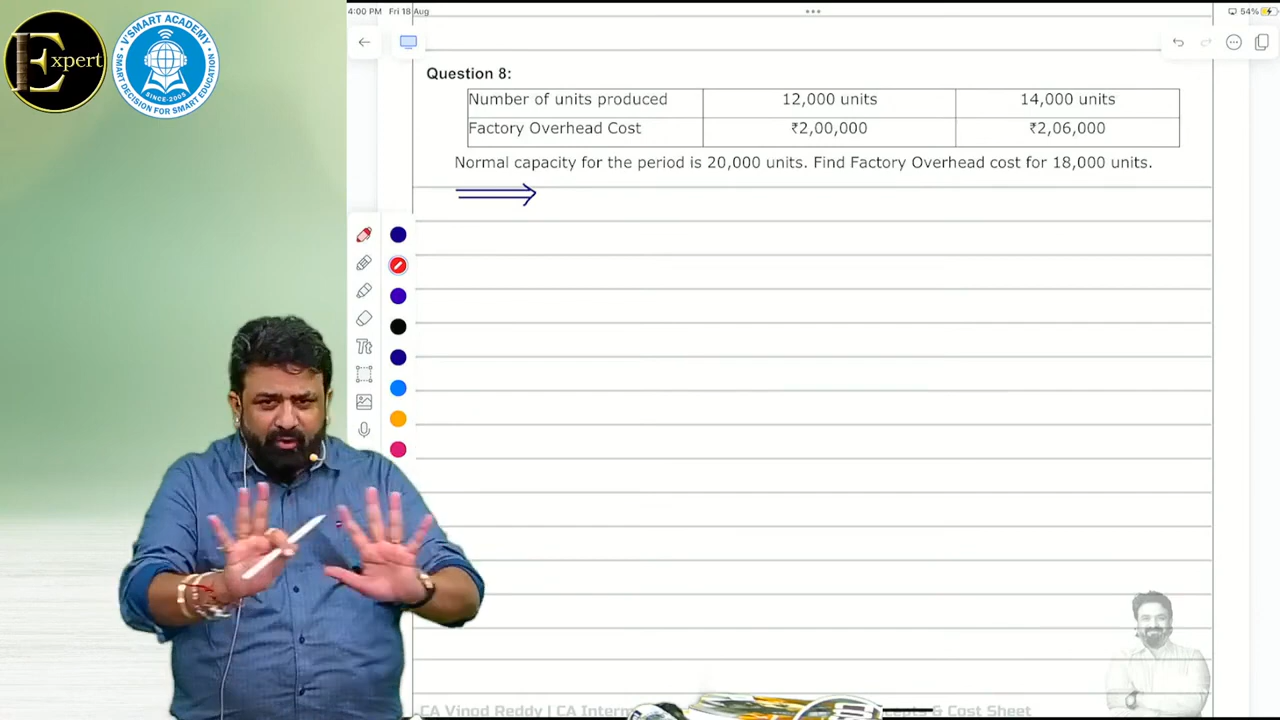 Expert
V'SMART ACADEMY
SINCE-2005
SMART DECISION FOR SMART EDUCATION
4:00 PM Fri 18 Aug
54%
Question 8:
Number of units produced 12,000 units 14,000 units
Factory Overhead Cost ₹2,00,000 ₹2,06,000
Normal capacity for the period is 20,000 units. Find Factory Overhead cost for 18,000 units.
Tt
CA Vinod Reddy | CA Interm
& Cost Sheet